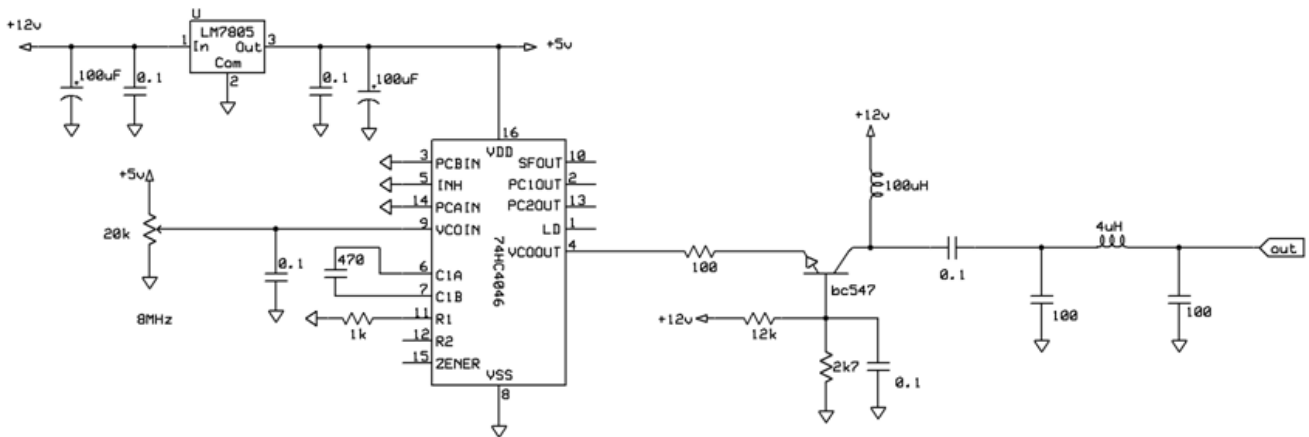 +12v
U
LM7805
1 In Out 3
Com
2
+5v
100uF
0.1
0.1
100uF
16
VDD
3 PCBIN
5 INH
14 PCAIN
9 VCOIN
6 C1A
7 C1B
11 R1
12 R2
15 ZENER
VSS
8
74HC4046
SFOUT 10
PC1OUT 2
PC2OUT 13
LD 1
VCOOUT 4
+5v
20k
8MHz
0.1
470
1k
100
bc547
+12v
100uH
+12v
12k
2k7
0.1
0.1
4uH
100
100
out